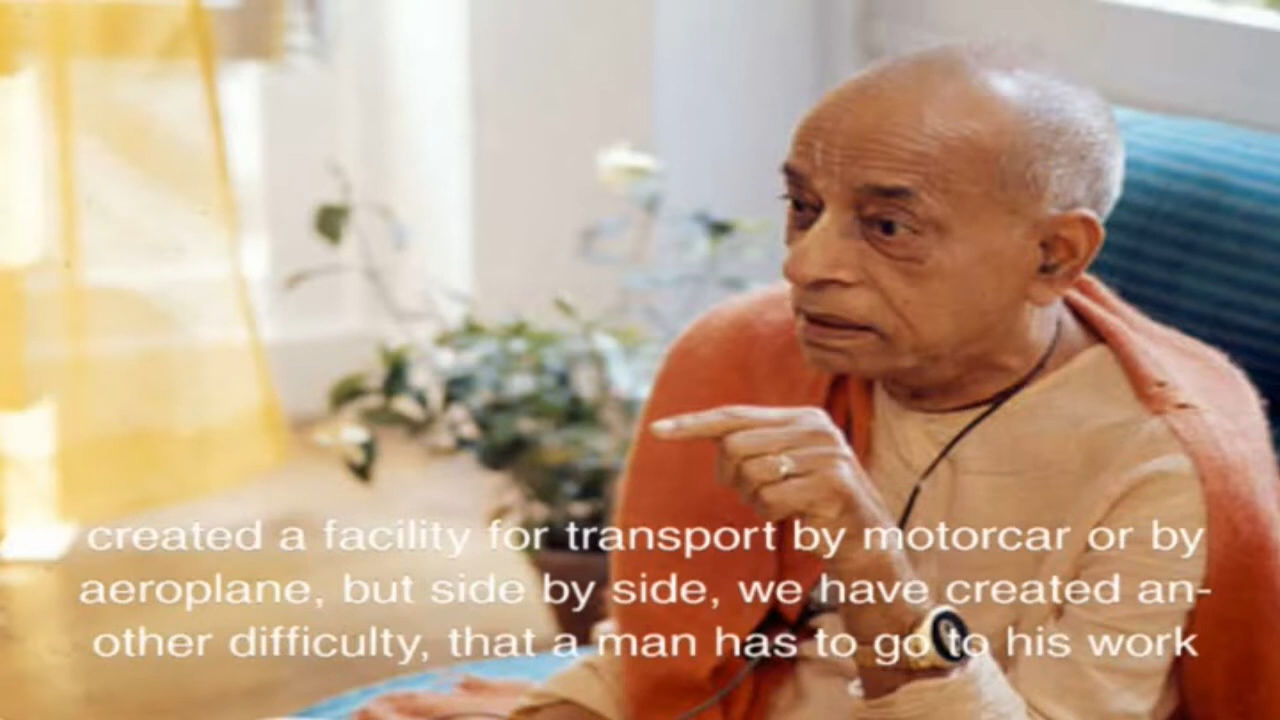 created a facility for transport by motorcar or by
aeroplane, but side by side, we have created an-
other difficulty, that a man has to go to his work